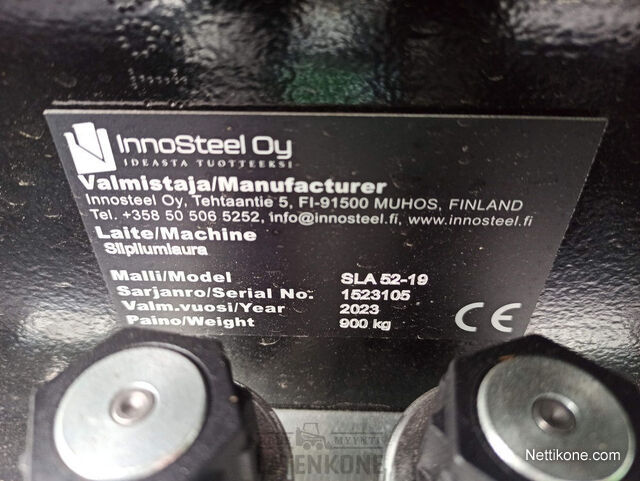 InnoSteel Oy
IDEASTA TUOTTEEKSI
Valmistaja/Manufacturer
Innosteel Oy, Tehtaantie 5, FI-91500 MUHOS, FINLAND
Tel. +358 50 506 5252, info@innosteel.fi, www.innosteel.fi
Laite/Machine
Siipilumiaura
Malli/Model SLA 52-19
Sarjanro/Serial No: 1523105
Valm.vuosi/Year 2023
Paino/Weight 900 kg
CE
MYYNTI
Nettikone.com